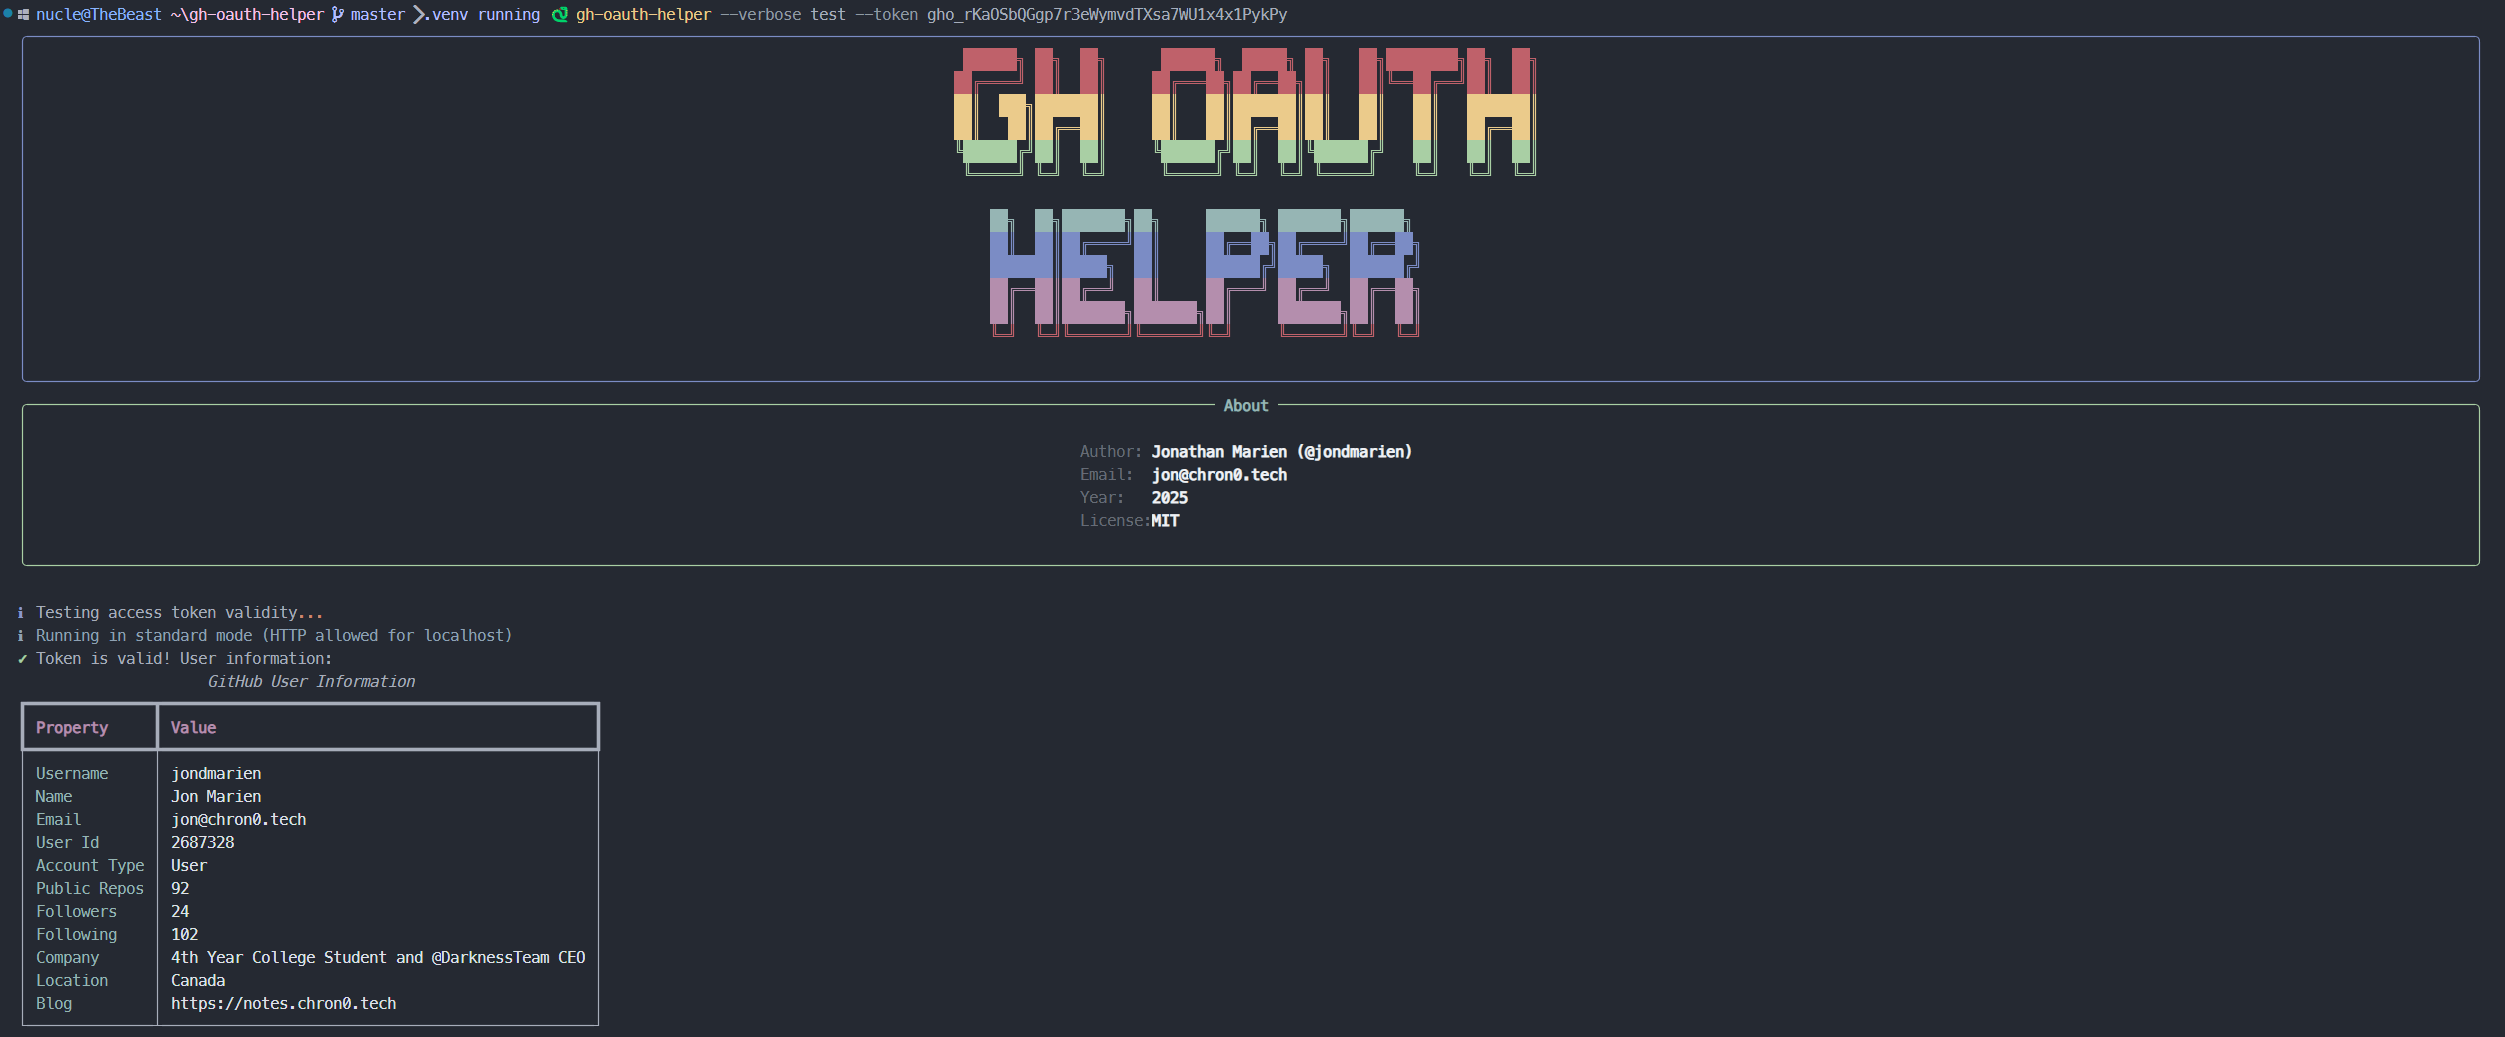 nucle@TheBeast ~\gh-oauth-helper master .venv running gh-oauth-helper --verbose test --token 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
GH OAUTH
HELPER
About
Author: Jonathan Marien (@jondmarien)
Email: jon@chron0.tech
Year: 2025
License:MIT
ℹ Testing access token validity...
ℹ Running in standard mode (HTTP allowed for localhost)
✓ Token is valid! User information:
GitHub User Information
Property Value
Username jondmarien
Name Jon Marien
Email jon@chron0.tech
User Id 2687328
Account Type User
Public Repos 92
Followers 24
Following 102
Company 4th Year College Student and @DarknessTeam CEO
Location Canada
Blog https://notes.chron0.tech